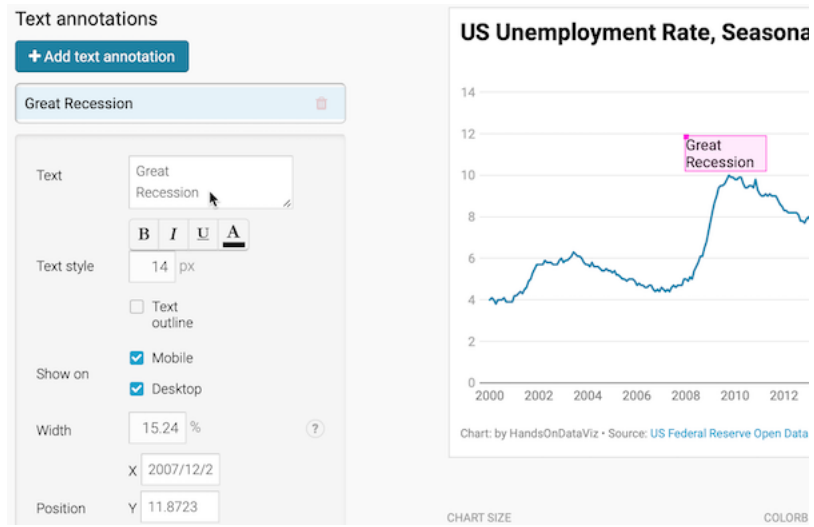 Text annotations
+ Add text annotation
Great Recession
Text
Great
Recession
B I U A
Text style
14 px
Text
outline
Show on
Mobile
Desktop
Width
15.24 %
?
X 2007/12/2
Position
Y 11.8723
US Unemployment Rate, Seasona
14
12
Great
Recession
10
8
6
4
2
0
2000 2002 2004 2006 2008 2010 2012
Chart: by HandsOnDataViz • Source: US Federal Reserve Open Data
CHART SIZE
COLORB